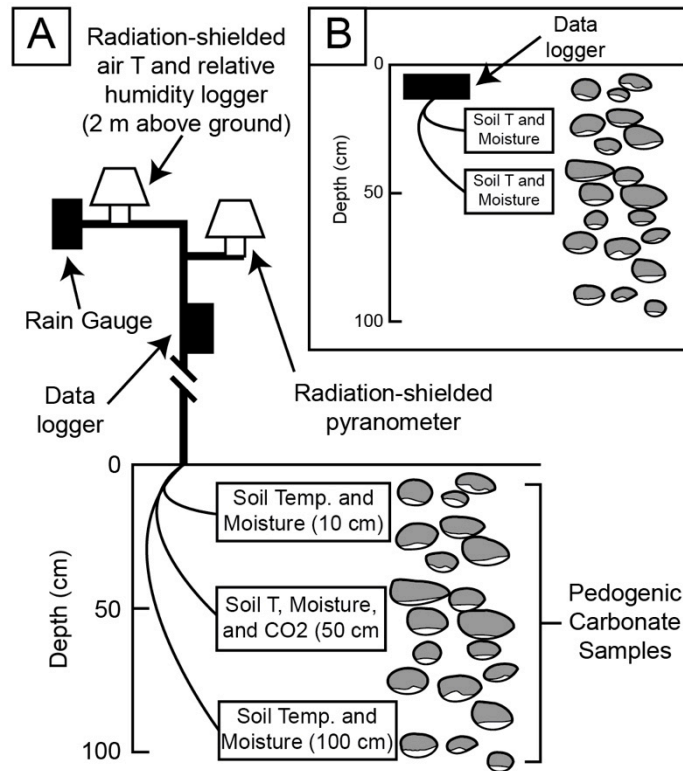 A
Radiation-shielded
air T and relative
humidity logger
(2 m above ground)
Rain Gauge
Data
logger
Radiation-shielded
pyranometer
0
50
100
Depth (cm)
Soil Temp. and
Moisture (10 cm)
Soil T, Moisture,
and CO2 (50 cm
Soil Temp. and
Moisture (100 cm)
Pedogenic
Carbonate
Samples
B
Data
logger
0
50
100
Depth (cm)
Soil T and
Moisture
Soil T and
Moisture